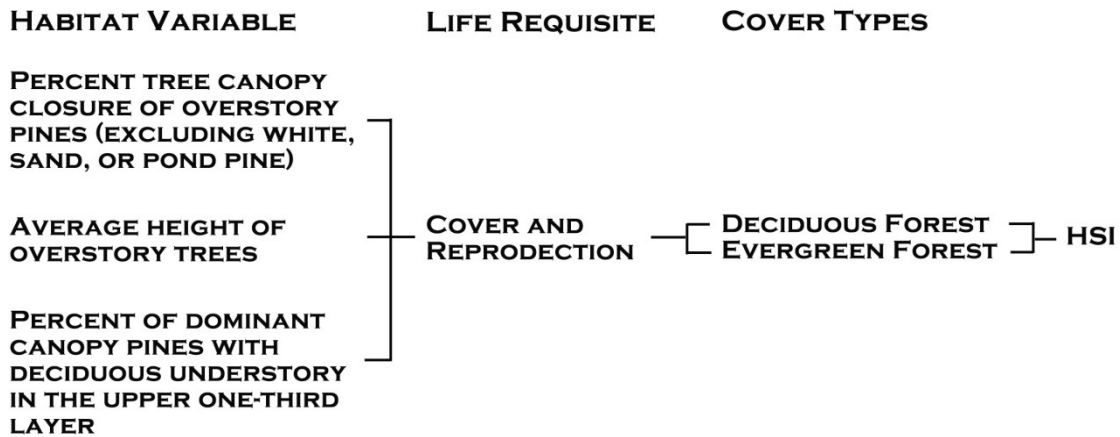 HABITAT VARIABLE
LIFE REQUISITE
COVER TYPES
PERCENT TREE CANOPY
CLOSURE OF OVERSTORY
PINES (EXCLUDING WHITE,
SAND, OR POND PINE)
AVERAGE HEIGHT OF
OVERSTORY TREES
PERCENT OF DOMINANT
CANOPY PINES WITH
DECIDUOUS UNDERSTORY
IN THE UPPER ONE-THIRD
LAYER
COVER AND
REPRODECTION
DECIDUOUS FOREST
EVERGREEN FOREST
HSI